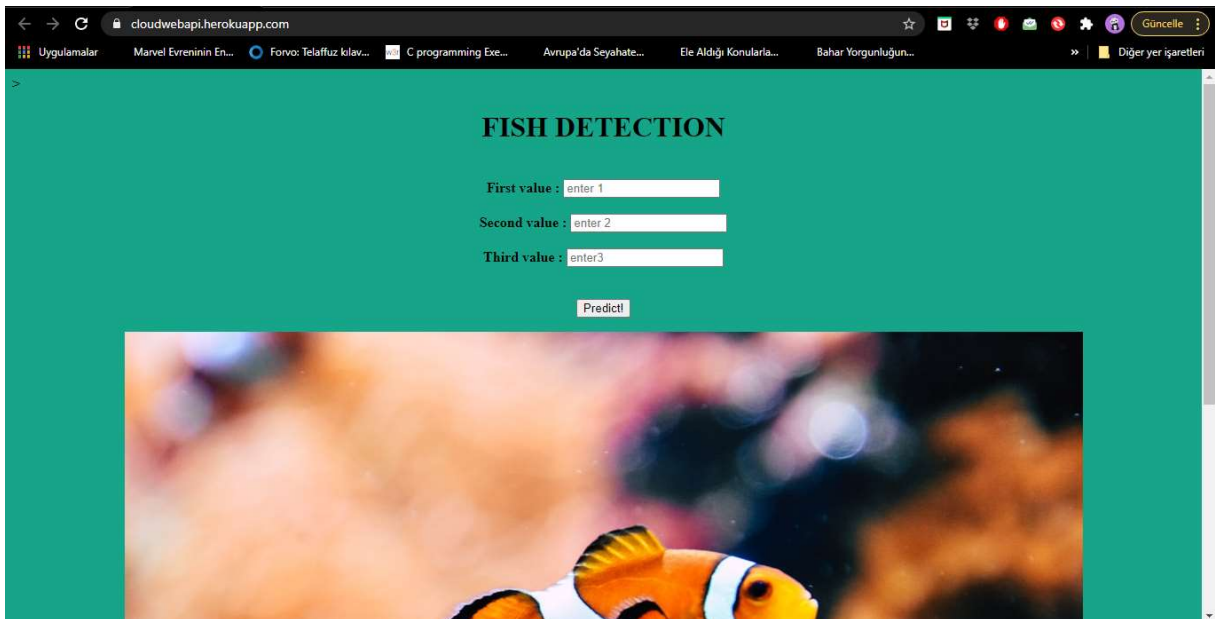 cloudwebapi.herokuapp.com
Güncelle
Uygulamalar Marvel Evreninin En... Forvo: Telaffuz kılav... C programming Exe... Avrupa'da Seyahate... Ele Aldığı Konularla... Bahar Yorgunluğun... » Diğer yer işaretleri
>
FISH DETECTION
First value : enter 1
Second value : enter 2
Third value : enter3
Predict!